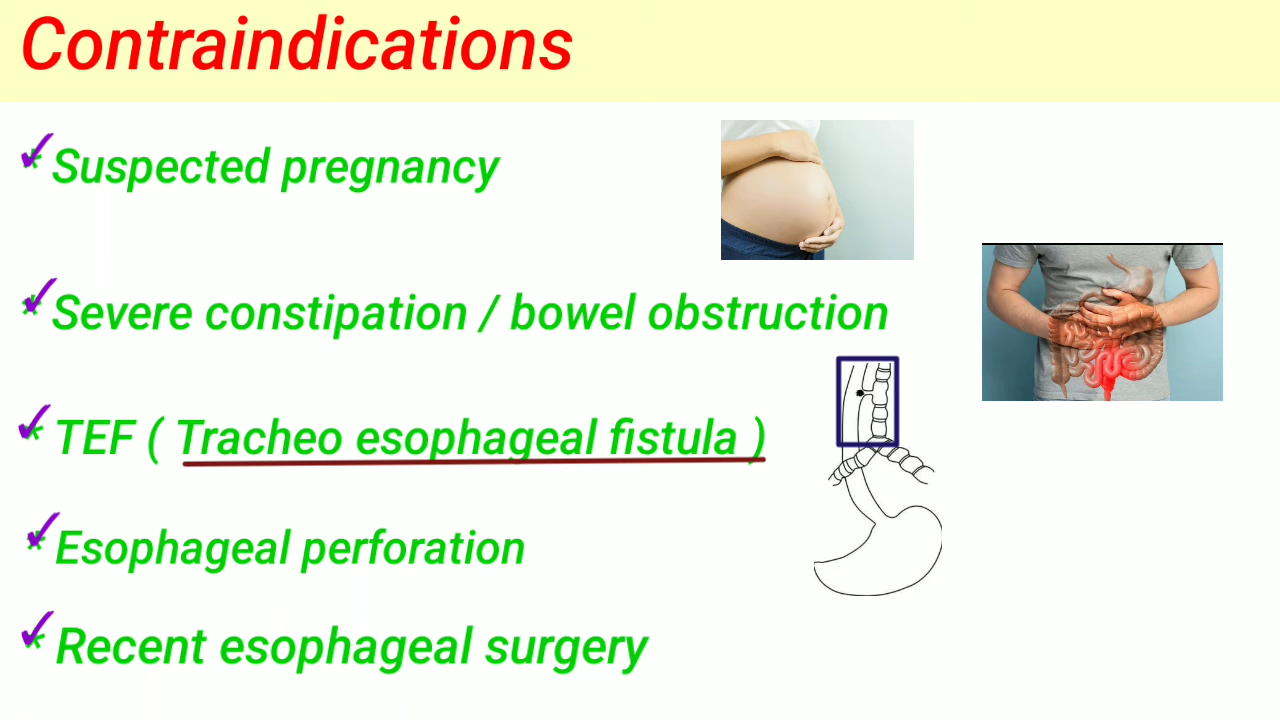 Contraindications
* Suspected pregnancy
* Severe constipation / bowel obstruction
* TEF ( Tracheo esophageal fistula )
* Esophageal perforation
* Recent esophageal surgery